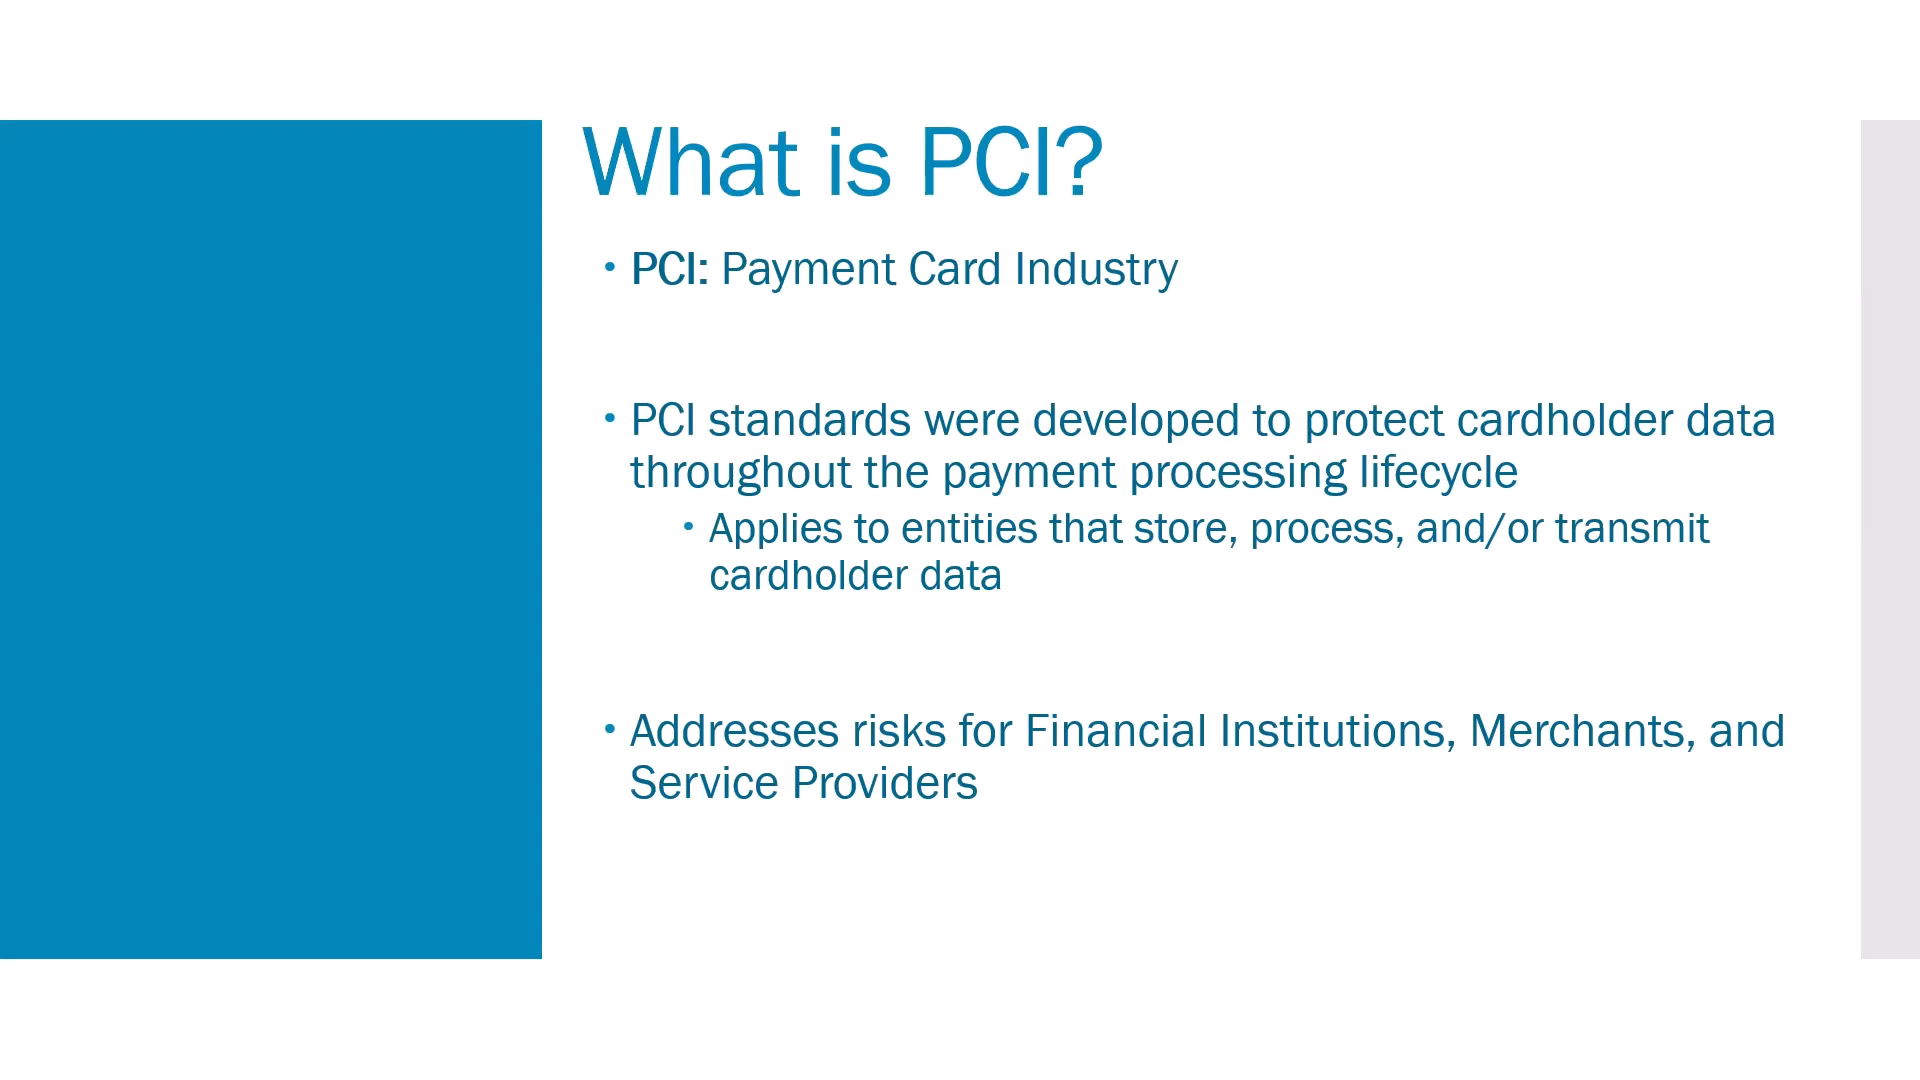 What is PCI?
• PCI: Payment Card Industry
• PCI standards were developed to protect cardholder data
throughout the payment processing lifecycle
• Applies to entities that store, process, and/or transmit
cardholder data
• Addresses risks for Financial Institutions, Merchants, and
Service Providers